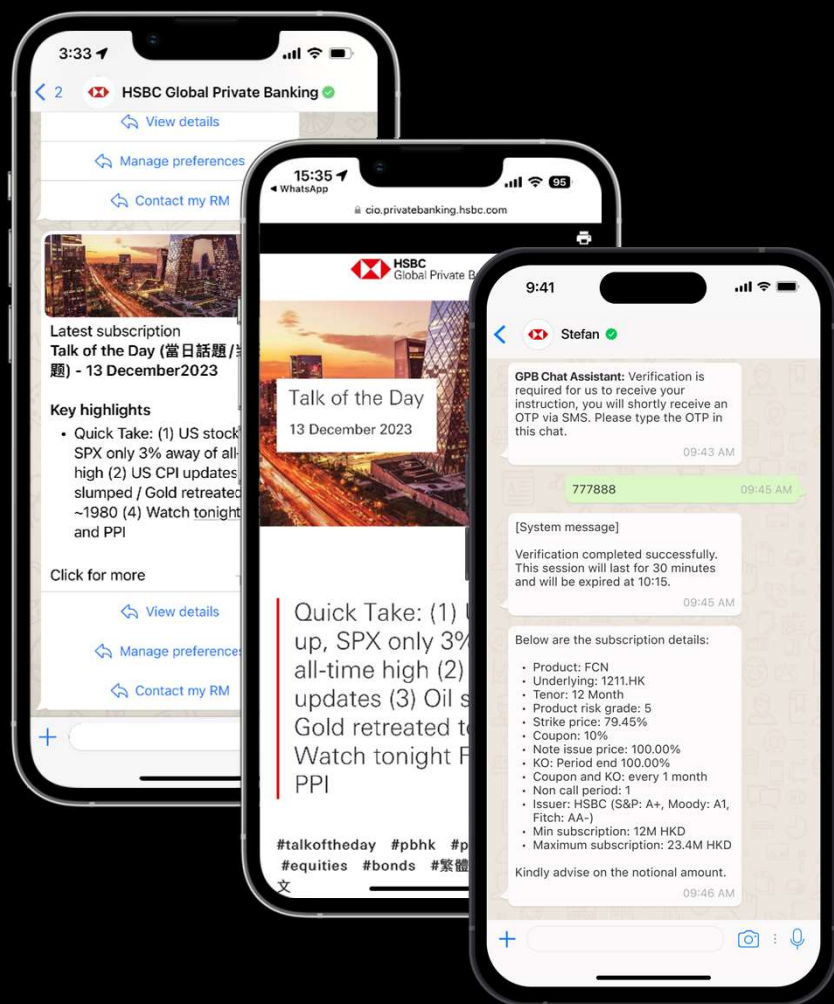 3:33
2
HSBC Global Private Banking
View details
Manage preferences
Contact my RM
Latest subscription
Talk of the Day (當日話題/
題) - 13 December2023
Key highlights
• Quick Take: (1) US stock
SPX only 3% away of all-
high (2) US CPI updates
slumped / Gold retreated
~1980 (4) Watch tonight
and PPI
Click for more
View details
Manage preferences
Contact my RM
15:35
WhatsApp
95
cio.privatebanking.hsbc.com
HSBC
Global Private B
Talk of the Day
13 December 2023
Quick Take: (1)
up, SPX only 3%
all-time high (2)
updates (3) Oil
Gold retreated
Watch tonight
PPI
#talkoftheday #pbhk
#equities #bonds #繁體
文
9:41
Stefan
GPB Chat Assistant: Verification is
required for us to receive your
instruction, you will shortly receive an
OTP via SMS. Please type the OTP in
this chat.
09:43 AM
777888
09:45 AM
[System message]
Verification completed successfully.
This session will last for 30 minutes
and will be expired at 10:15.
09:45 AM
Below are the subscription details:
• Product: FCN
• Underlying: 1211.HK
• Tenor: 12 Month
• Product risk grade: 5
• Strike price: 79.45%
• Coupon: 10%
• Note issue price: 100.00%
• KO: Period end 100.00%
• Coupon and KO: every 1 month
• Non call period: 1
• Issuer: HSBC (S&P: A+, Moody: A1,
Fitch: AA-)
• Min subscription: 12M HKD
• Maximum subscription: 23.4M HKD
Kindly advise on the notional amount.
09:46 AM